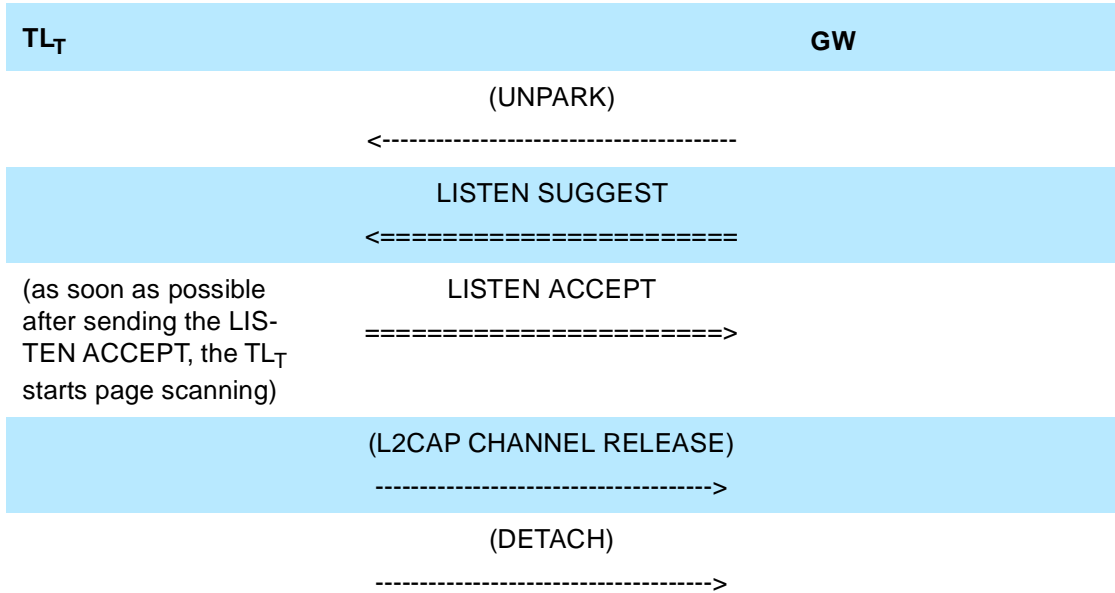 TLT GW
(UNPARK)
<----------------------------------------
LISTEN SUGGEST
<=======================
(as soon as possible
after sending the LIS-
TEN ACCEPT, the TLT
starts page scanning)
LISTEN ACCEPT
=======================>
(L2CAP CHANNEL RELEASE)
-------------------------------------->
(DETACH)
-------------------------------------->